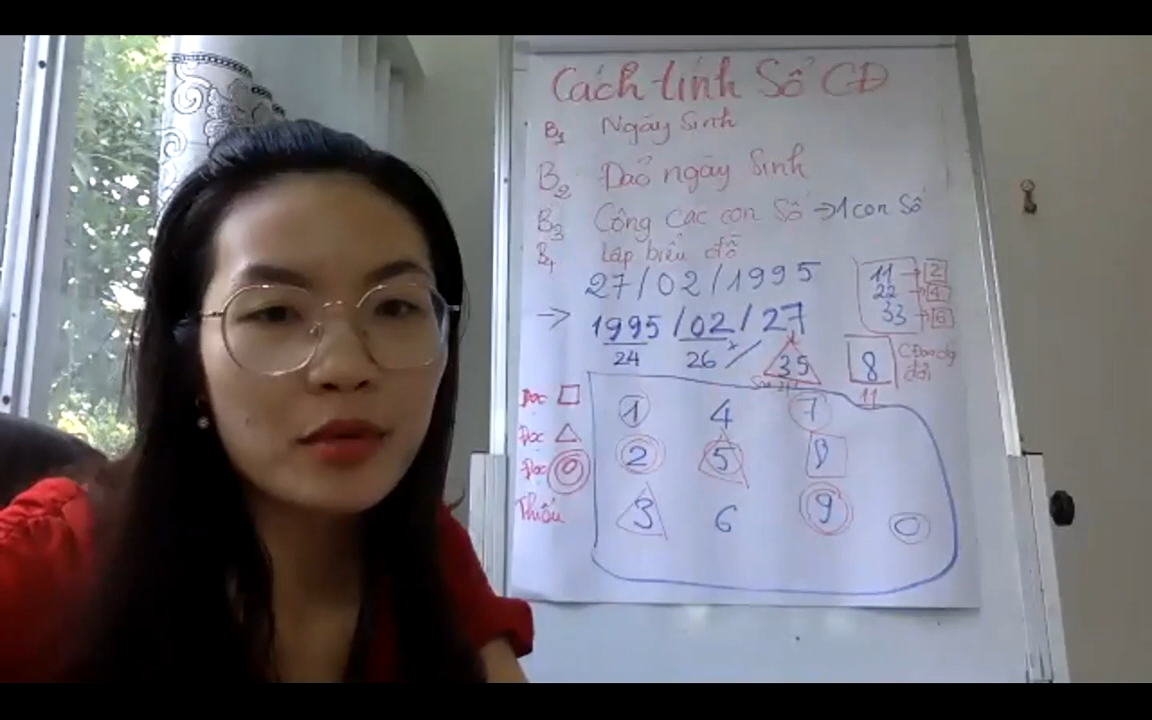 Cách tính Số CĐ
B1 Ngày Sinh
B2 Đảo ngày Sinh
B3 Cộng các con số → 1 con số
B4 Lập biểu đồ
27/02/1995
11 → 2
22 → 4
33 → 6
→ 1995/02/27
24 26 35 8
11
Đọc □ 1 4 7
Đọc △ 2 5 8
Đọc 3 6 9 0
Thiếu